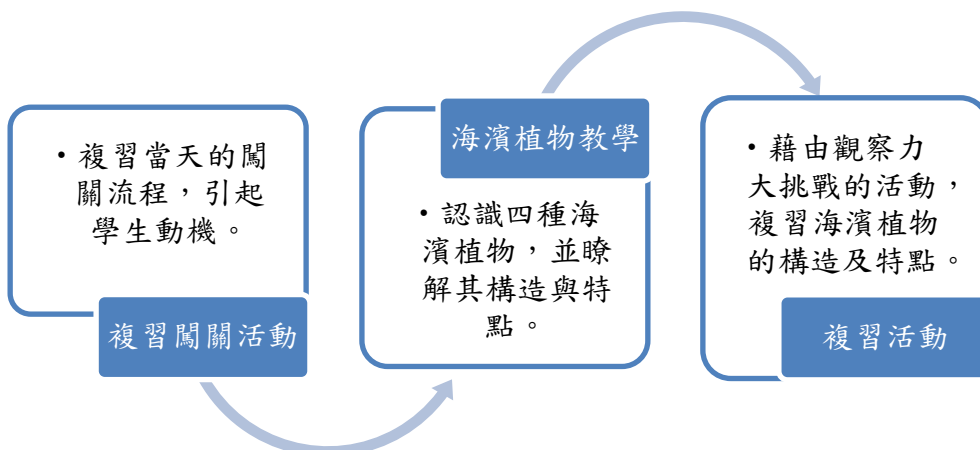 •複習當天的闖
關流程，引起
學生動機。
複習闖關活動
海濱植物教學
•認識四種海
濱植物，並瞭
解其構造與特
點。
•藉由觀察力
大挑戰的活動，
複習海濱植物
的構造及特點。
複習活動